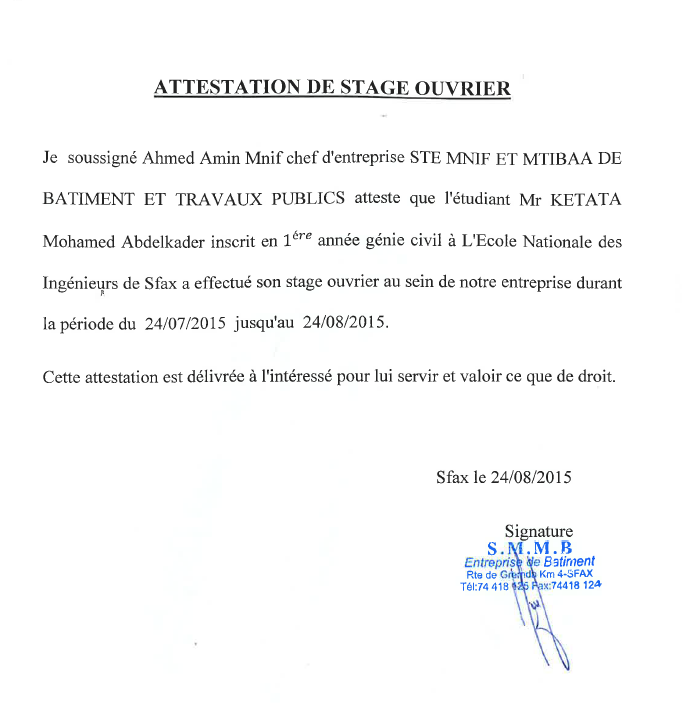 ATTESTATION DE STAGE OUVRIER
Je soussigné Ahmed Amin Mnif chef d'entreprise STE MNIF ET MTIBAA DE
BATIMENT ET TRAVAUX PUBLICS atteste que l'étudiant Mr KETATA
Mohamed Abdelkader inscrit en 1ére année génie civil à L'Ecole Nationale des
Ingénieurs de Sfax a effectué son stage ouvrier au sein de notre entreprise durant
la période du 24/07/2015 jusqu'au 24/08/2015.
Cette attestation est délivrée à l'intéressé pour lui servir et valoir ce que de droit.
Sfax le 24/08/2015
Signature
S.M.M.B
Entreprise de Batiment
Rte de Gremda Km 4-SFAX
Tél:74 418 125 Fax:74418 124